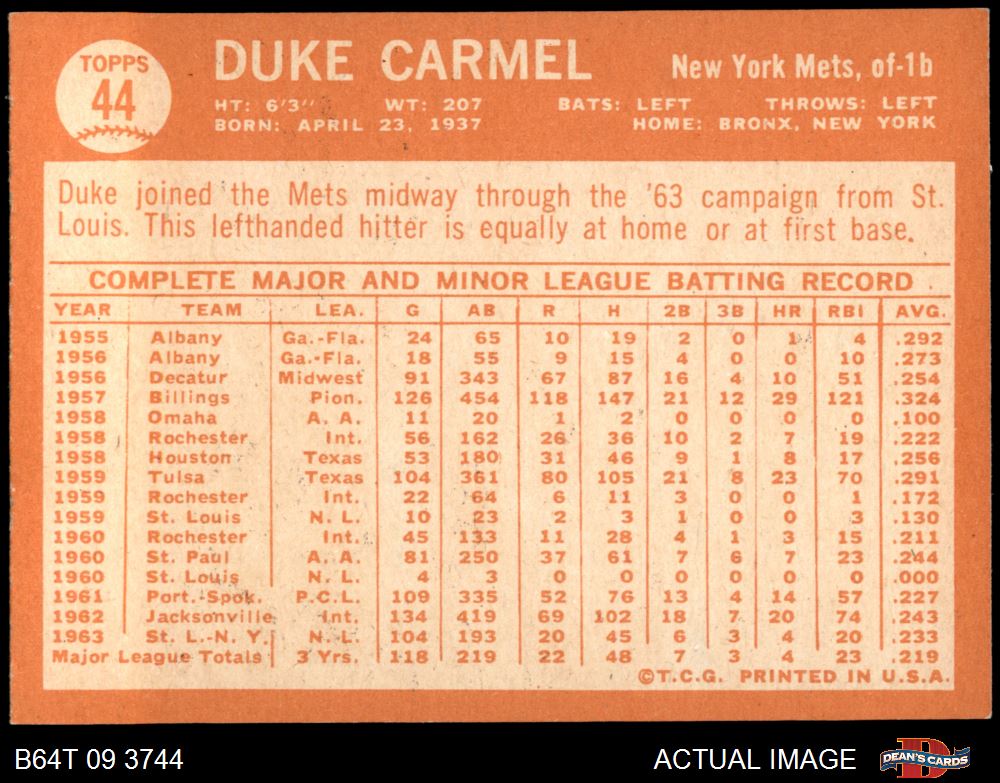 TOPPS
44
DUKE CARMEL
New York Mets, of-1b
HT: 6'3" WT: 207 BATS: LEFT THROWS: LEFT
BORN: APRIL 23, 1937 HOME: BRONX, NEW YORK
Duke joined the Mets midway through the '63 campaign from St.
Louis. This lefthanded hitter is equally at home or at first base.
COMPLETE MAJOR AND MINOR LEAGUE BATTING RECORD
YEAR TEAM LEA. G AB R H 2B 3B HR RBI AVG.
1955 Albany Ga.-Fla. 24 65 10 19 2 0 1 4 .292
1956 Albany Ga.-Fla. 18 55 9 15 4 0 0 10 .273
1956 Decatur Midwest 91 343 67 87 16 4 10 51 .254
1957 Billings Pion. 126 454 118 147 21 12 29 121 .324
1958 Omaha A. A. 11 20 1 2 0 0 0 0 .100
1958 Rochester Int. 56 162 26 36 10 2 7 19 .222
1958 Houston Texas 53 180 31 46 9 1 8 17 .256
1959 Tulsa Texas 104 361 80 105 21 8 23 70 .291
1959 Rochester Int. 22 64 6 11 3 0 0 1 .172
1959 St. Louis N. L. 10 23 2 3 1 0 0 3 .130
1960 Rochester Int. 45 133 11 28 4 1 3 15 .211
1960 St. Paul A. A. 81 250 37 61 7 6 7 23 .244
1960 St. Louis N. L. 4 3 0 0 0 0 0 0 .000
1961 Port.-Spok. P.C.L. 109 335 52 76 13 4 14 57 .227
1962 Jacksonville Int. 134 419 69 102 18 7 20 74 .243
1963 St. L.-N. Y. N. L. 104 193 20 45 6 3 4 20 .233
Major League Totals 3 Yrs. 118 219 22 48 7 3 4 23 .219
©T.C.G. PRINTED IN U.S.A.
B64T 09 3744
ACTUAL IMAGE
D
DEAN'S CARDS